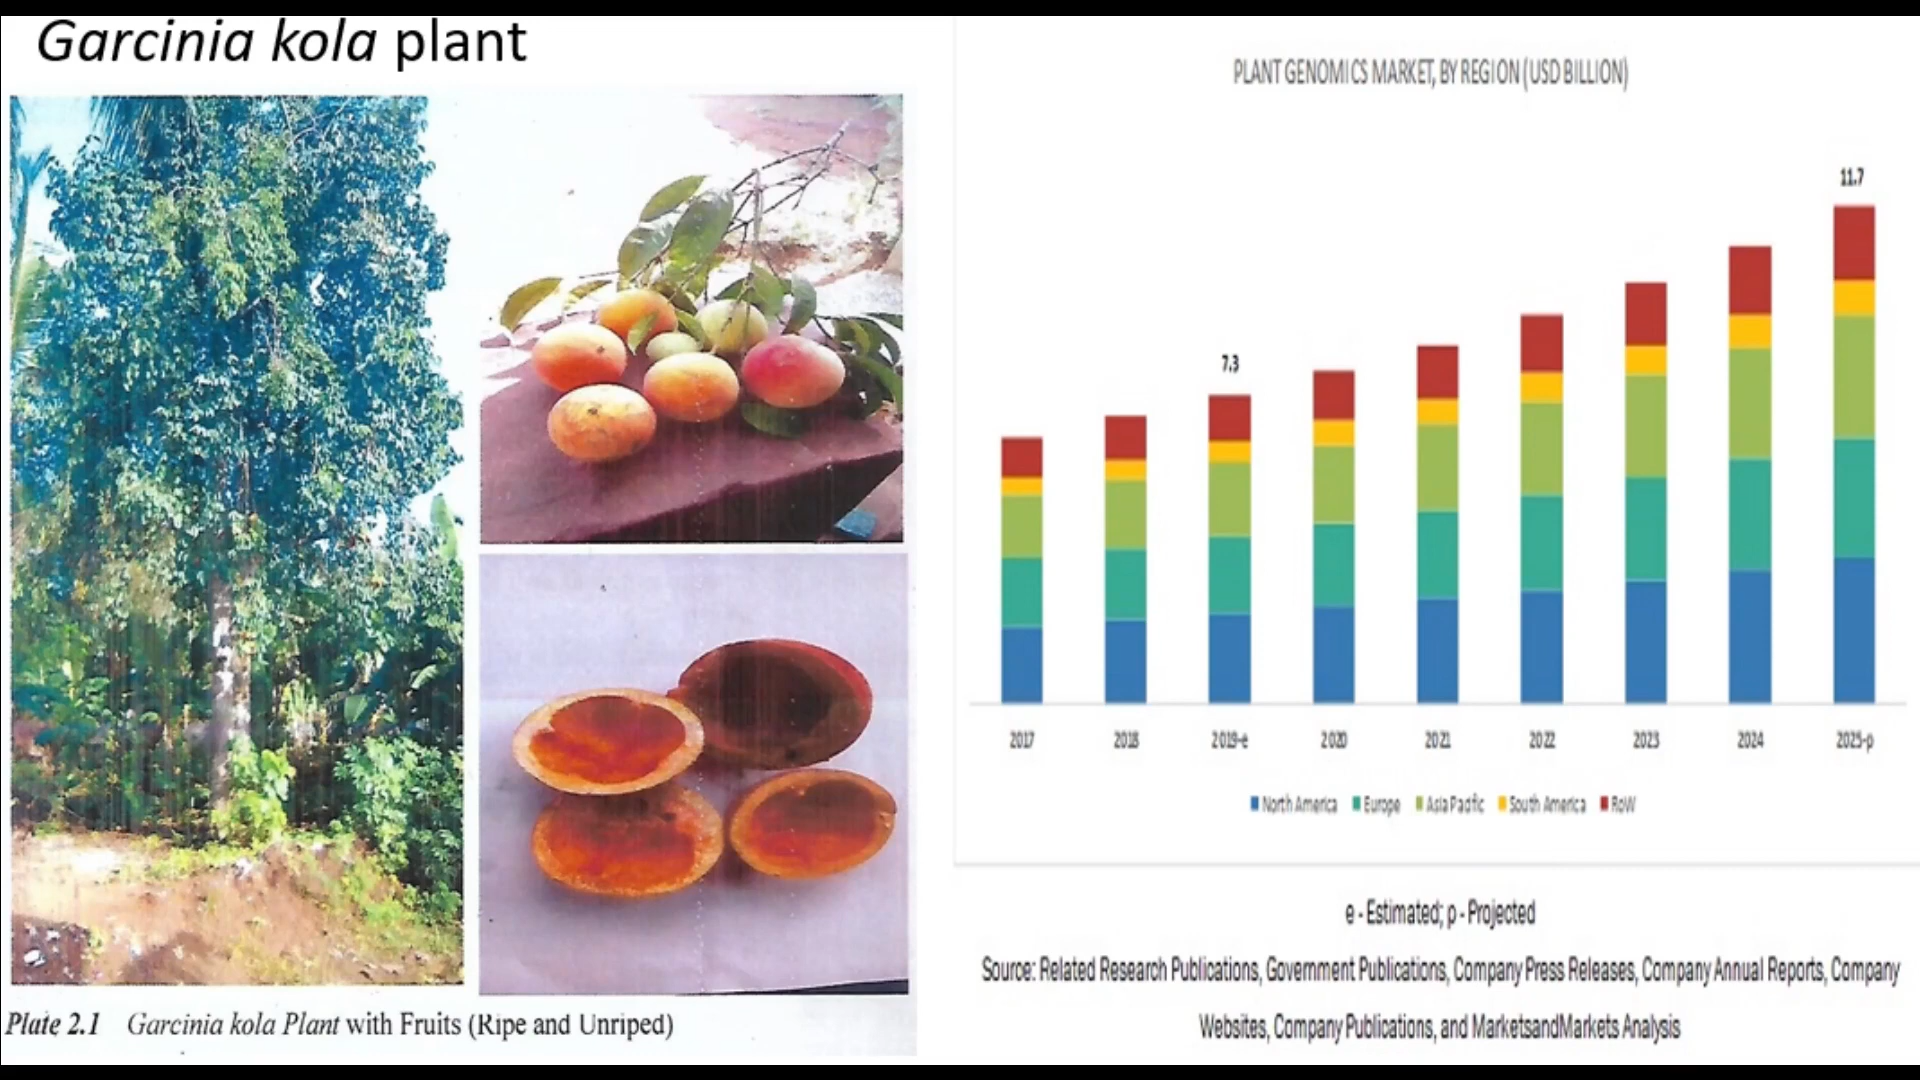 Garcinia kola plant
Plate 2.1 Garcinia kola Plant with Fruits (Ripe and Unriped)
PLANT GENOMICS MARKET, BY REGION (USD BILLION)
11.7
7.3
2017 2018 2019-e 2020 2021 2022 2023 2024 2025-p
North America Europe Asia Pacific South America RoW
e - Estimated; p - Projected
Source: Related Research Publications, Government Publications, Company Press Releases, Company Annual Reports, Company
Websites, Company Publications, and MarketsandMarkets Analysis